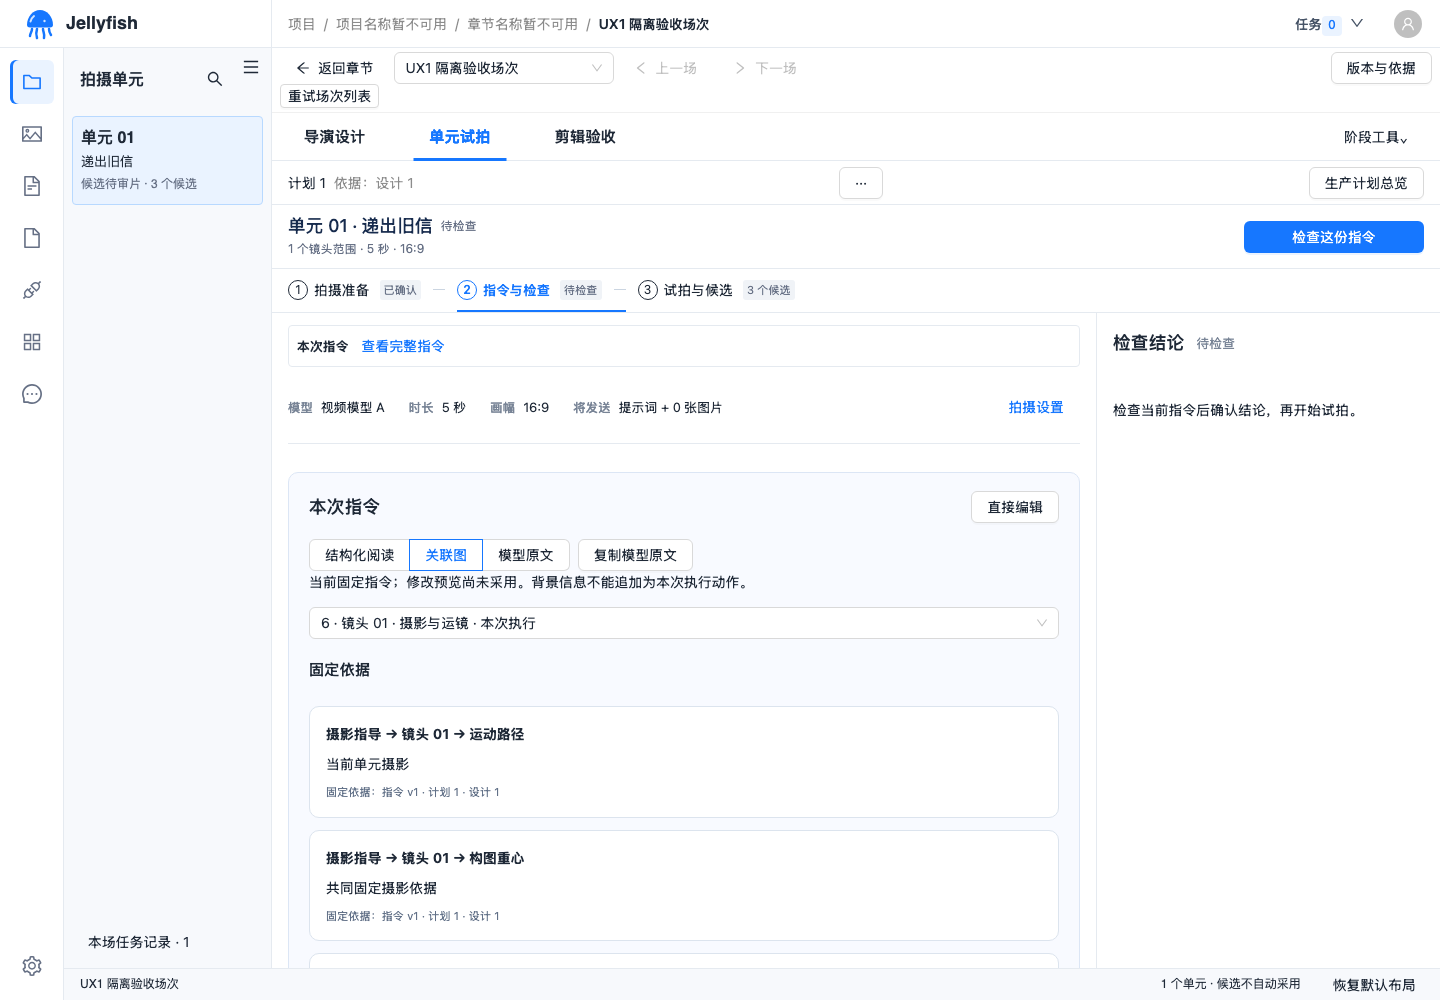 Jellyfish
项目 / 项目名称暂不可用 / 章节名称暂不可用 / UX1 隔离验收场次
任务 0
拍摄单元
返回章节
UX1 隔离验收场次
上一场
下一场
版本与依据
重试场次列表
单元 01
递出旧信
候选待审片 · 3 个候选
导演设计
单元试拍
剪辑验收
阶段工具
计划 1 依据：设计 1
...
生产计划总览
单元 01 · 递出旧信 待检查
1 个镜头范围 · 5 秒 · 16:9
检查这份指令
1 拍摄准备 已确认
2 指令与检查 待检查
3 试拍与候选 3 个候选
本次指令 查看完整指令
模型 视频模型 A 时长 5 秒 画幅 16:9 将发送 提示词 + 0 张图片
拍摄设置
检查结论 待检查
检查当前指令后确认结论，再开始试拍。
本次指令
直接编辑
结构化阅读
关联图
模型原文
复制模型原文
当前固定指令；修改预览尚未采用。背景信息不能追加为本次执行动作。
6 · 镜头 01 · 摄影与运镜 · 本次执行
固定依据
摄影指导 → 镜头 01 → 运动路径
当前单元摄影
固定依据：指令 v1 · 计划 1 · 设计 1
摄影指导 → 镜头 01 → 构图重心
共同固定摄影依据
固定依据：指令 v1 · 计划 1 · 设计 1
本场任务记录 · 1
UX1 隔离验收场次
1 个单元 · 候选不自动采用
恢复默认布局